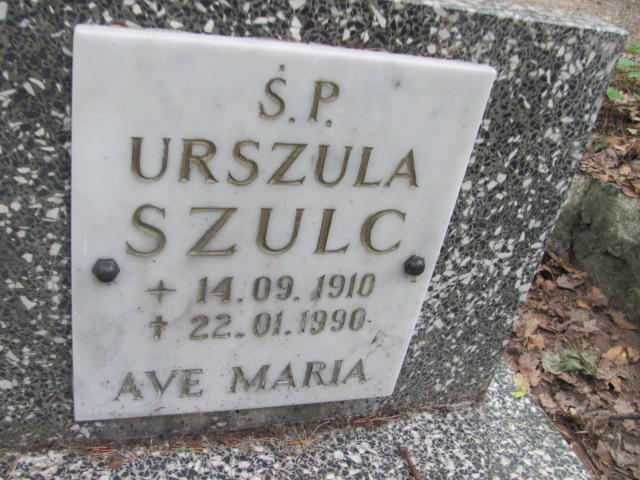 Ś.P.
URSZULA
SZULC
+ 14.09.1910
✝ 22.01.1990
AVE MARIA